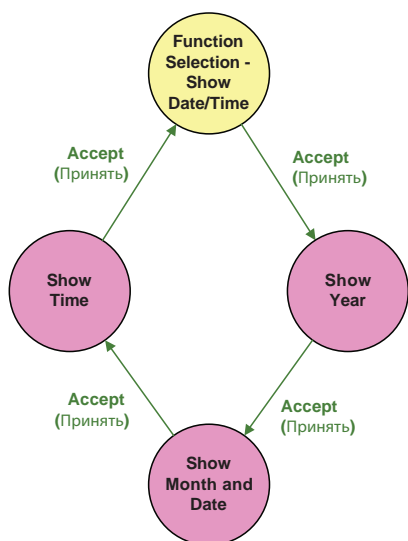 Function
Selection -
Show
Date/Time
Accept
(Принять)
Accept
(Принять)
Show
Time
Show
Year
Accept
(Принять)
Accept
(Принять)
Show
Month and
Date